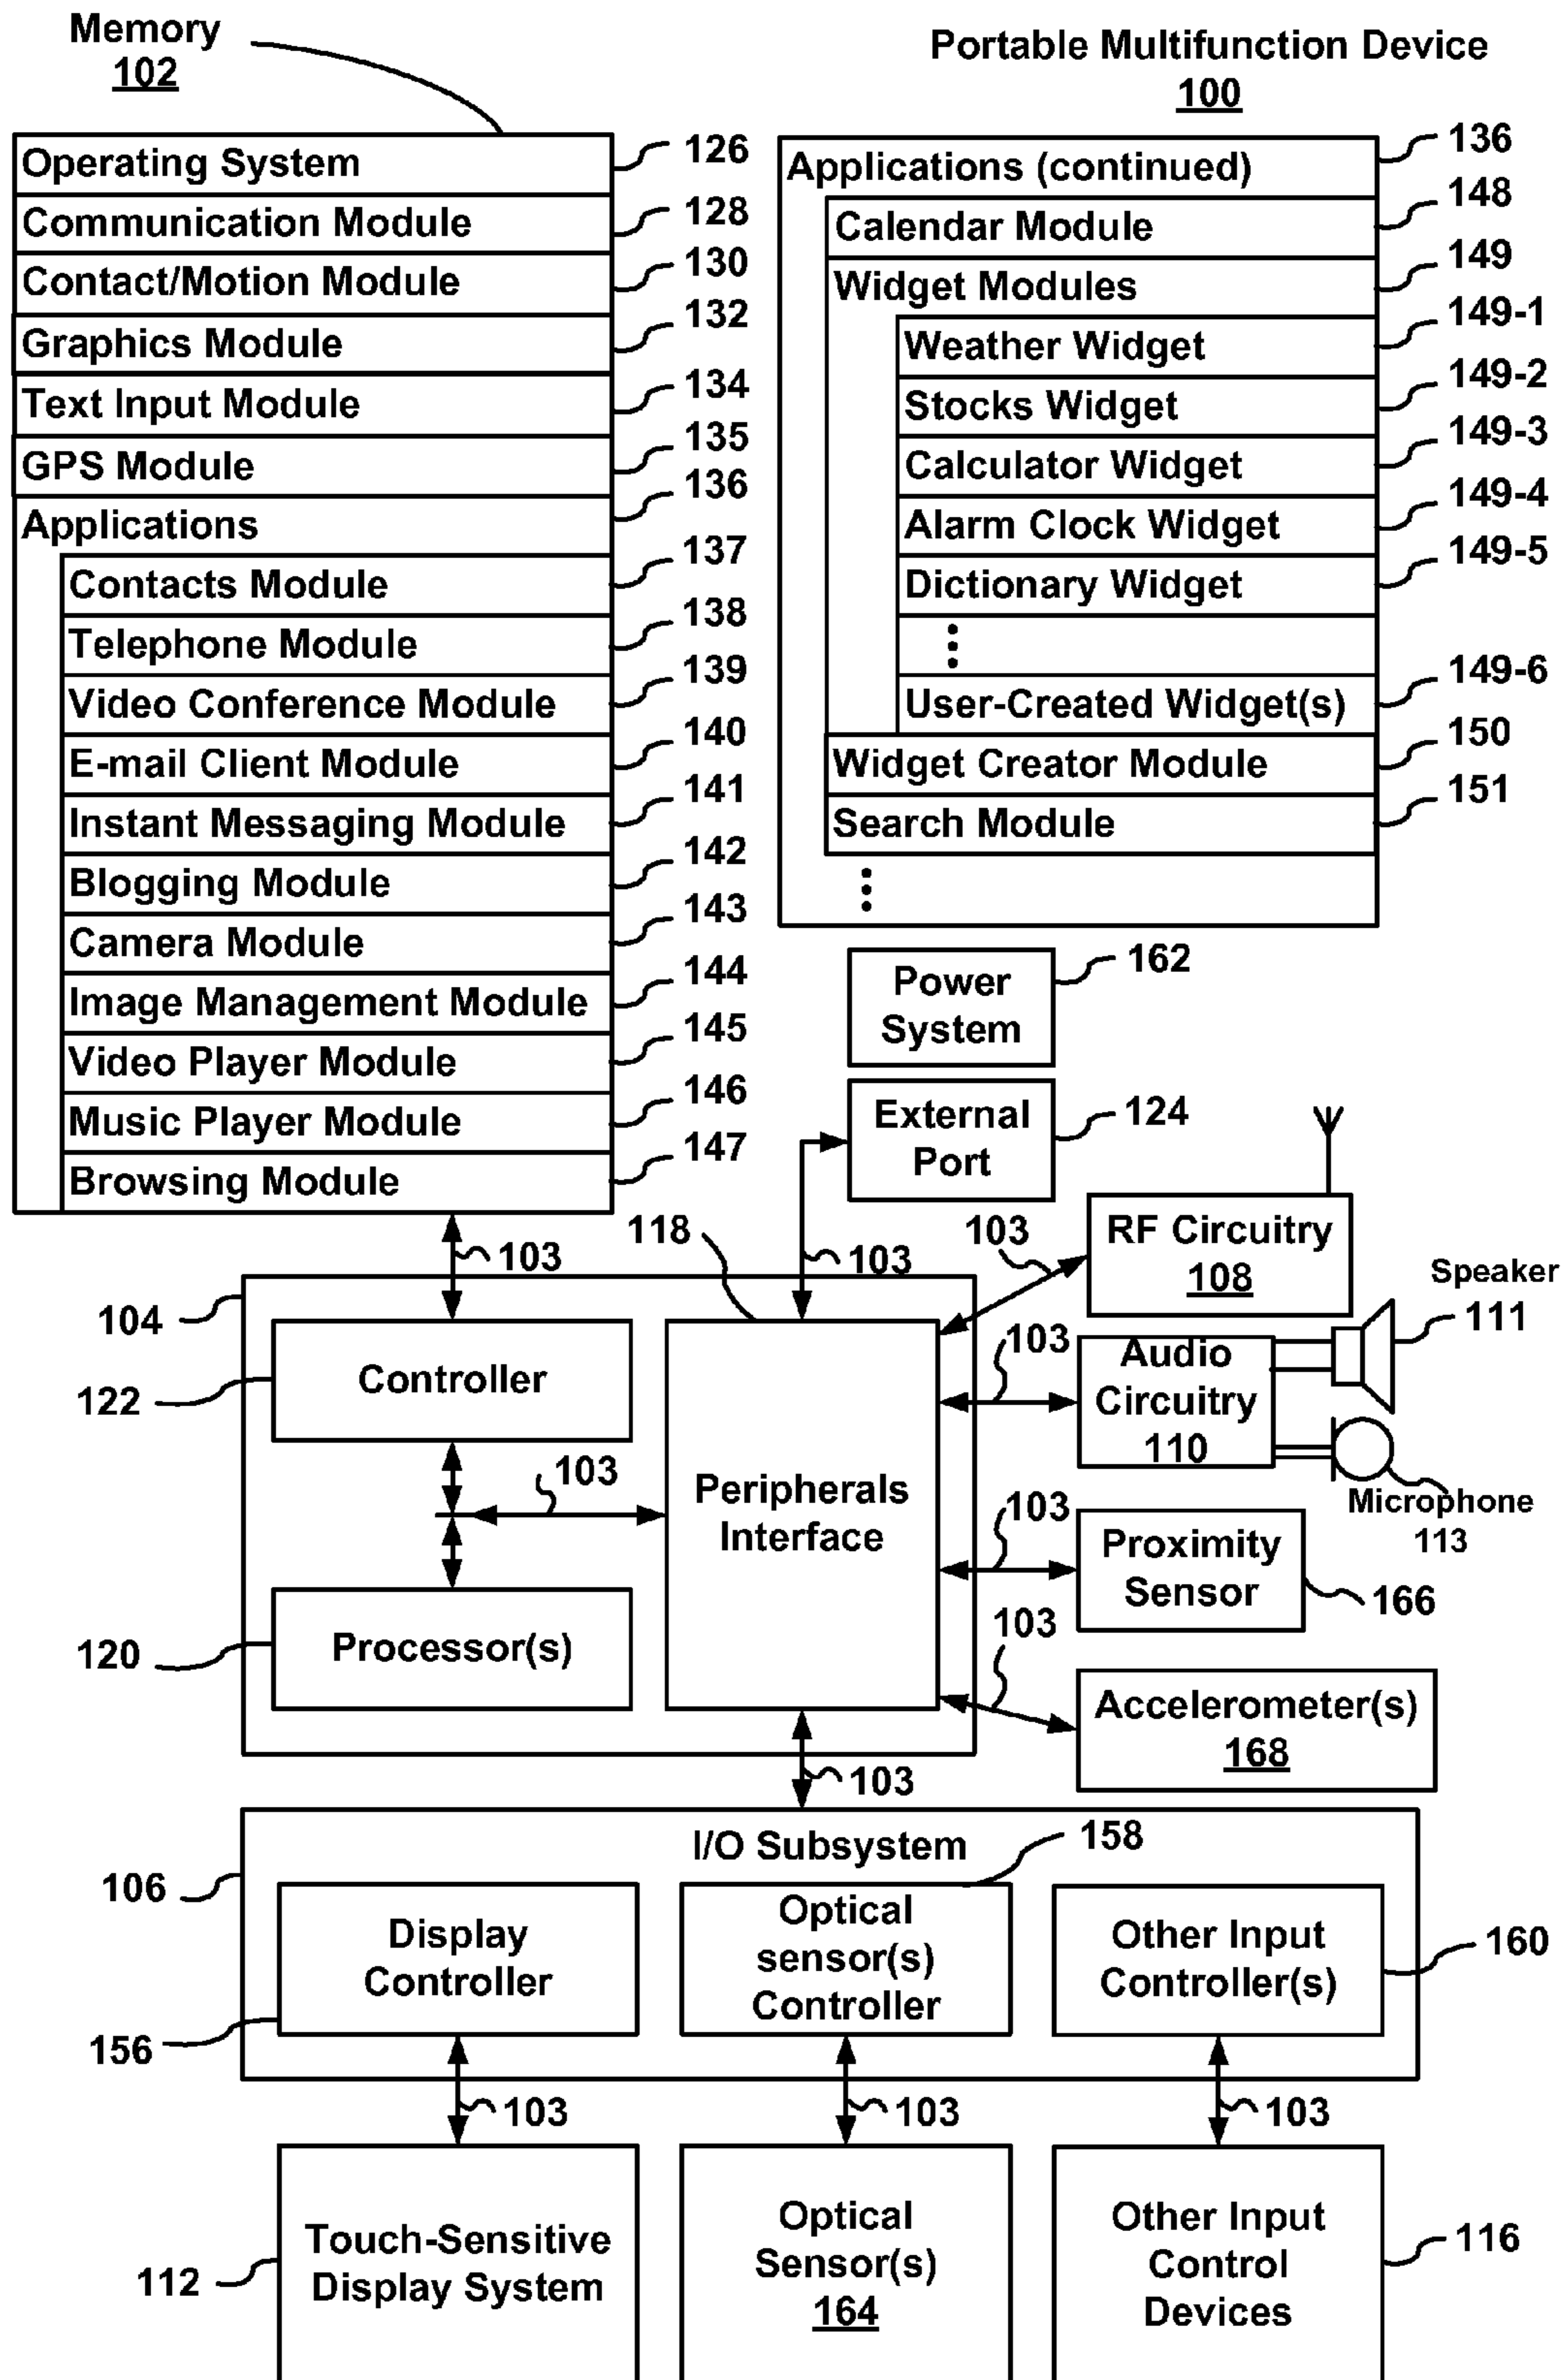 Memory
102
Portable Multifunction Device
100
Operating System
126
Communication Module
128
Contact/Motion Module
130
Graphics Module
132
Text Input Module
134
GPS Module
135
Applications
136
Contacts Module
137
Telephone Module
138
Video Conference Module
139
E-mail Client Module
140
Instant Messaging Module
141
Blogging Module
142
Camera Module
143
Image Management Module
144
Video Player Module
145
Music Player Module
146
Browsing Module
147
Applications (continued)
136
Calendar Module
148
Widget Modules
149
Weather Widget
149-1
Stocks Widget
149-2
Calculator Widget
149-3
Alarm Clock Widget
149-4
Dictionary Widget
149-5
User-Created Widget(s)
149-6
Widget Creator Module
150
Search Module
151
Power
System
162
External
Port
124
103
118
103
103
RF Circuitry
108
Speaker
111
104
Controller
122
103
Audio
Circuitry
110
103
Peripherals
Interface
Microphone
113
103
Proximity
Sensor
166
Processor(s)
120
103
Accelerometer(s)
168
103
I/O Subsystem
158
106
Display
Controller
156
Optical
sensor(s)
Controller
Other Input
Controller(s)
160
103
103
103
Touch-Sensitive
Display System
112
Optical
Sensor(s)
164
Other Input
Control
Devices
116